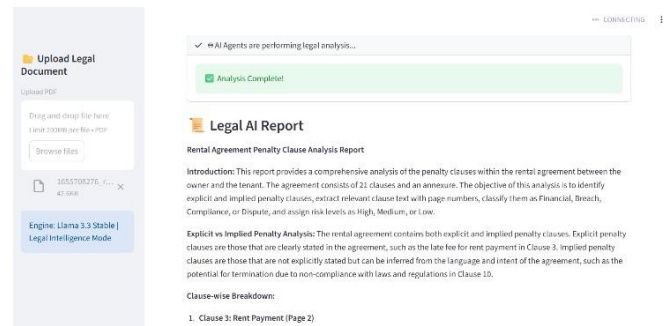 CONNECTING
Upload Legal
Document
Upload PDF
Drag and drop file here
Limit 200MB per file • PDF
Browse files
1655708276_r...
47.6KB
Engine: Llama 3.3 Stable |
Legal Intelligence Mode
AI Agents are performing legal analysis...
Analysis Complete!
Legal AI Report
Rental Agreement Penalty Clause Analysis Report
Introduction: This report provides a comprehensive analysis of the penalty clauses within the rental agreement between the
owner and the tenant. The agreement consists of 21 clauses and an annexure. The objective of this analysis is to identify
explicit and implied penalty clauses, extract relevant clause text with page numbers, classify them as Financial, Breach,
Compliance, or Dispute, and assign risk levels as High, Medium, or Low.
Explicit vs Implied Penalty Analysis: The rental agreement contains both explicit and implied penalty clauses. Explicit penalty
clauses are those that are clearly stated in the agreement, such as the late fee for rent payment in Clause 3. Implied penalty
clauses are those that are not explicitly stated but can be inferred from the language and intent of the agreement, such as the
potential for termination due to non-compliance with laws and regulations in Clause 10.
Clause-wise Breakdown:
1. Clause 3: Rent Payment (Page 2)